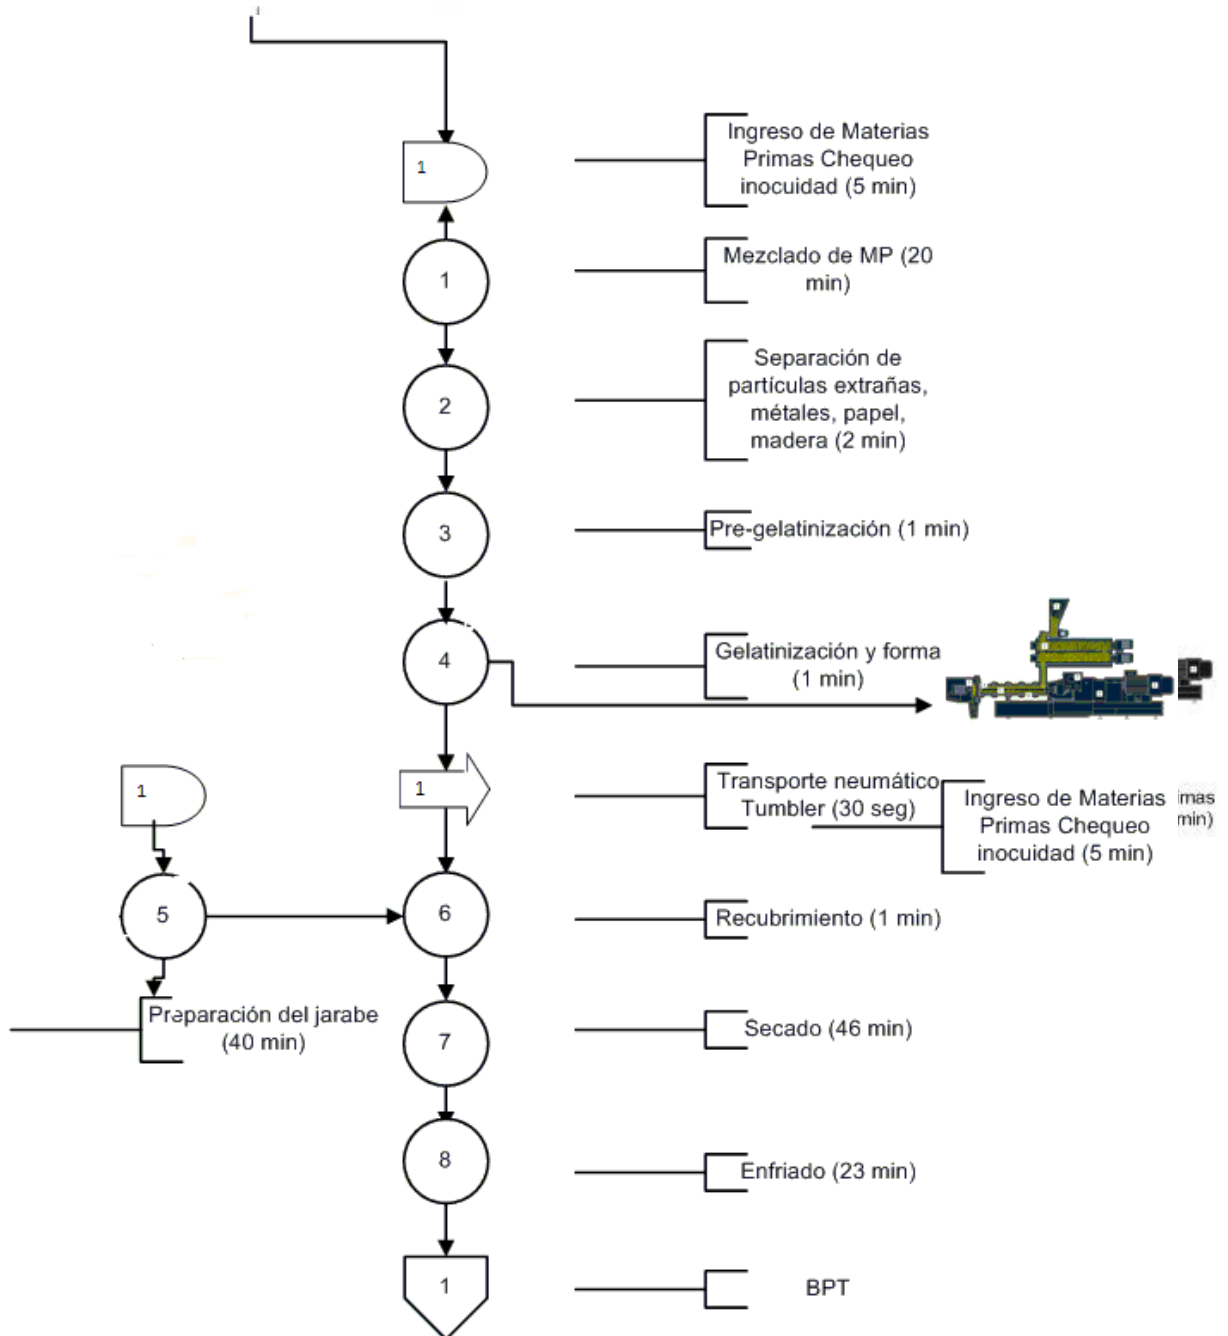 1
Ingreso de Materias
Primas Chequeo
inocuidad (5 min)
1
Mezclado de MP (20
min)
2
Separación de
partículas extrañas,
métales, papel,
madera (2 min)
3
Pre-gelatinización (1 min)
4
Gelatinización y forma
(1 min)
1
1
Transporte neumático
Tumbler (30 seg)
Ingreso de Materias
Primas Chequeo
inocuidad (5 min)
min)
5
6
Recubrimiento (1 min)
Preparación del jarabe
(40 min)
7
Secado (46 min)
8
Enfriado (23 min)
1
BPT